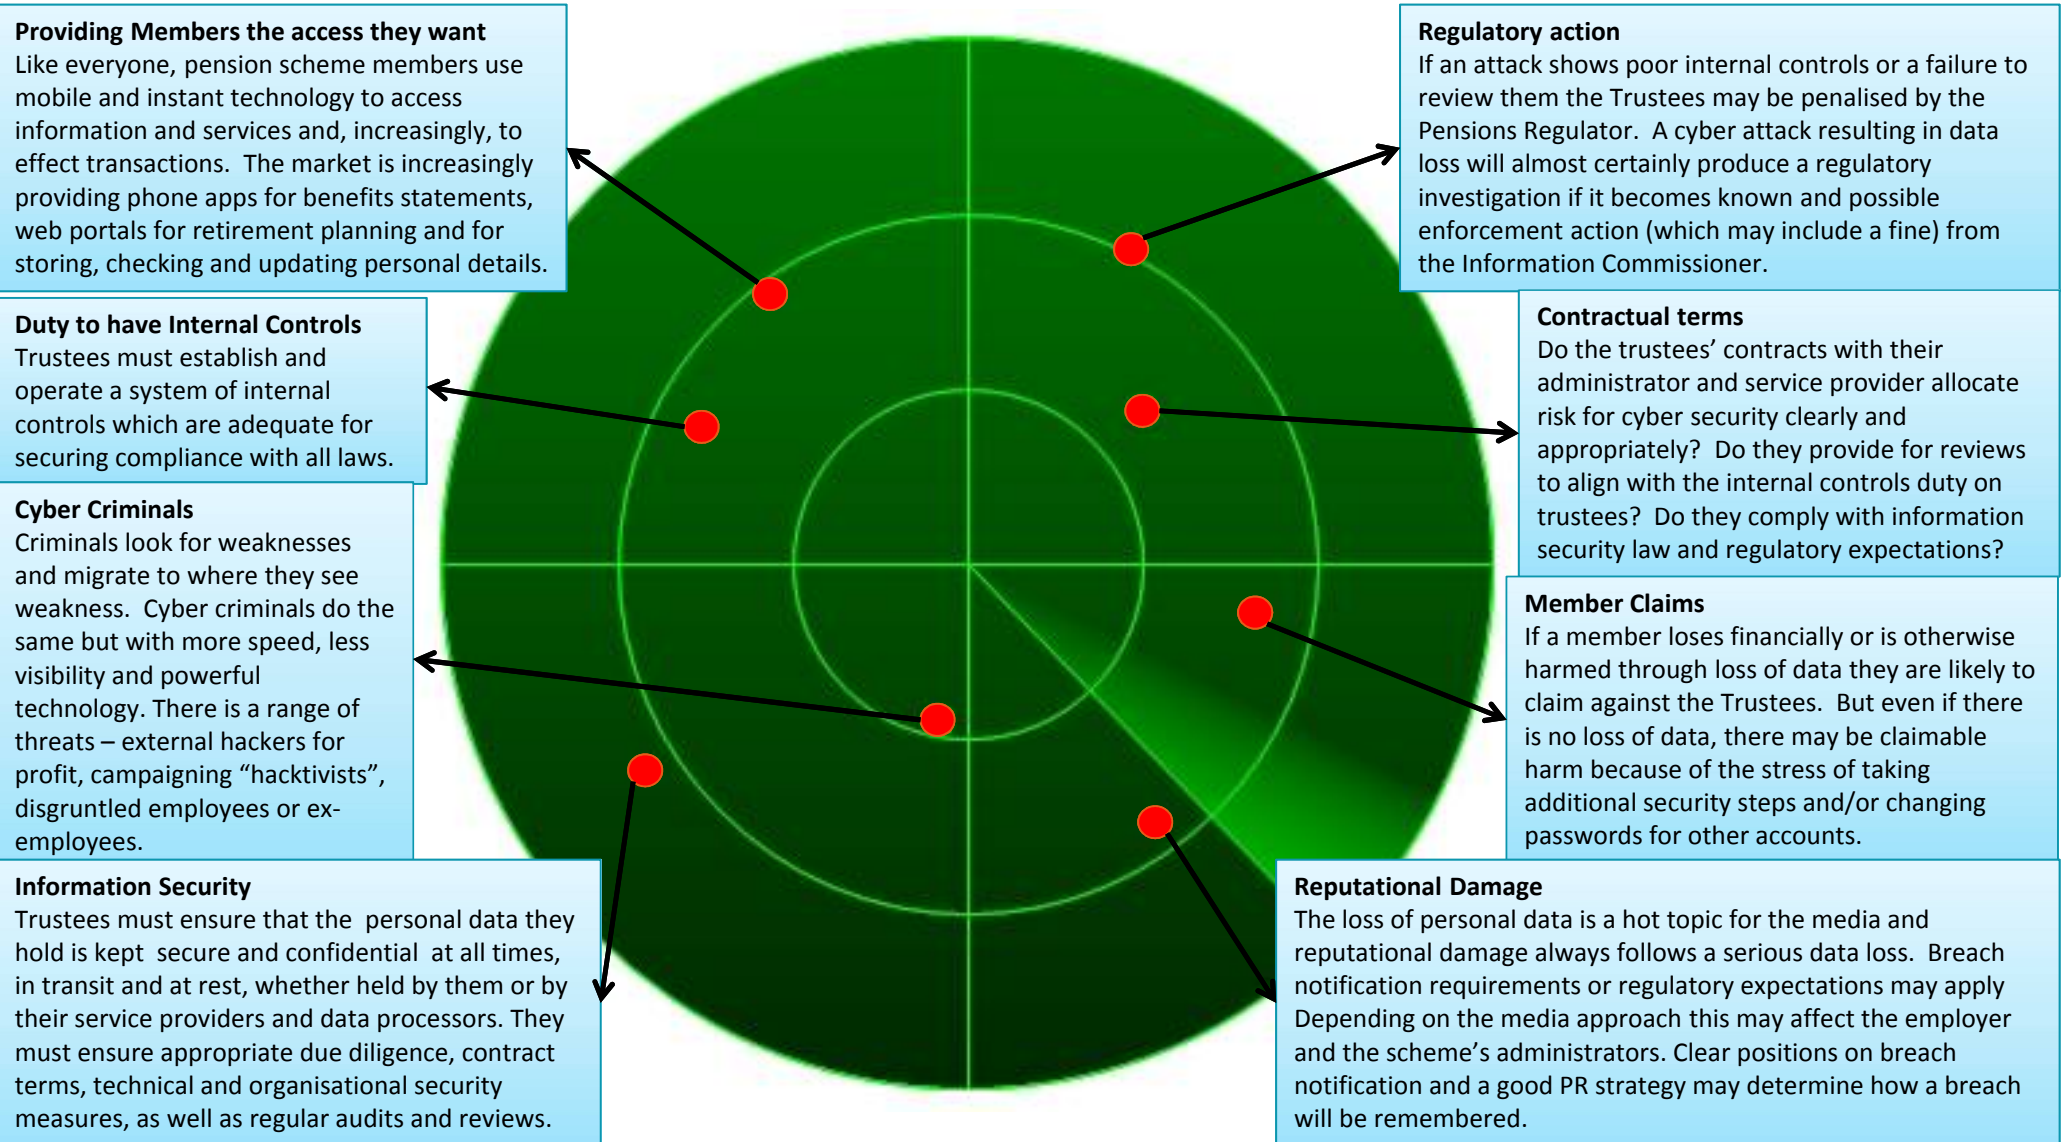 Providing Members the access they want
Like everyone, pension scheme members use
mobile and instant technology to access
information and services and, increasingly, to
effect transactions.  The market is increasingly
providing phone apps for benefits statements,
web portals for retirement planning and for
storing, checking and updating personal details.
Duty to have Internal Controls
Trustees must establish and
operate a system of internal
controls which are adequate for
securing compliance with all laws.
Cyber Criminals
Criminals look for weaknesses
and migrate to where they see
weakness.  Cyber criminals do the
same but with more speed, less
visibility and powerful
technology. There is a range of
threats – external hackers for
profit, campaigning “hacktivists”,
disgruntled employees or ex-
employees.
Information Security
Trustees must ensure that the  personal data they
hold is kept  secure and confidential  at all times,
in transit and at rest, whether held by them or by
their service providers and data processors. They
must ensure appropriate due diligence, contract
terms, technical and organisational security
measures, as well as regular audits and reviews.
Regulatory action
If an attack shows poor internal controls or a failure to
review them the Trustees may be penalised by the
Pensions Regulator.  A cyber attack resulting in data
loss will almost certainly produce a regulatory
investigation if it becomes known and possible
enforcement action (which may include a fine) from
the Information Commissioner.
Contractual terms
Do the trustees’ contracts with their
administrator and service provider allocate
risk for cyber security clearly and
appropriately?  Do they provide for reviews
to align with the internal controls duty on
trustees?  Do they comply with information
security law and regulatory expectations?
Member Claims
If a member loses financially or is otherwise
harmed through loss of data they are likely to
claim against the Trustees.  But even if there
is no loss of data, there may be claimable
harm because of the stress of taking
additional security steps and/or changing
passwords for other accounts.
Reputational Damage
The loss of personal data is a hot topic for the media and
reputational damage always follows a serious data loss.  Breach
notification requirements or regulatory expectations may apply
Depending on the media approach this may affect the employer
and the scheme’s administrators. Clear positions on breach
notification and a good PR strategy may determine how a breach
will be remembered.